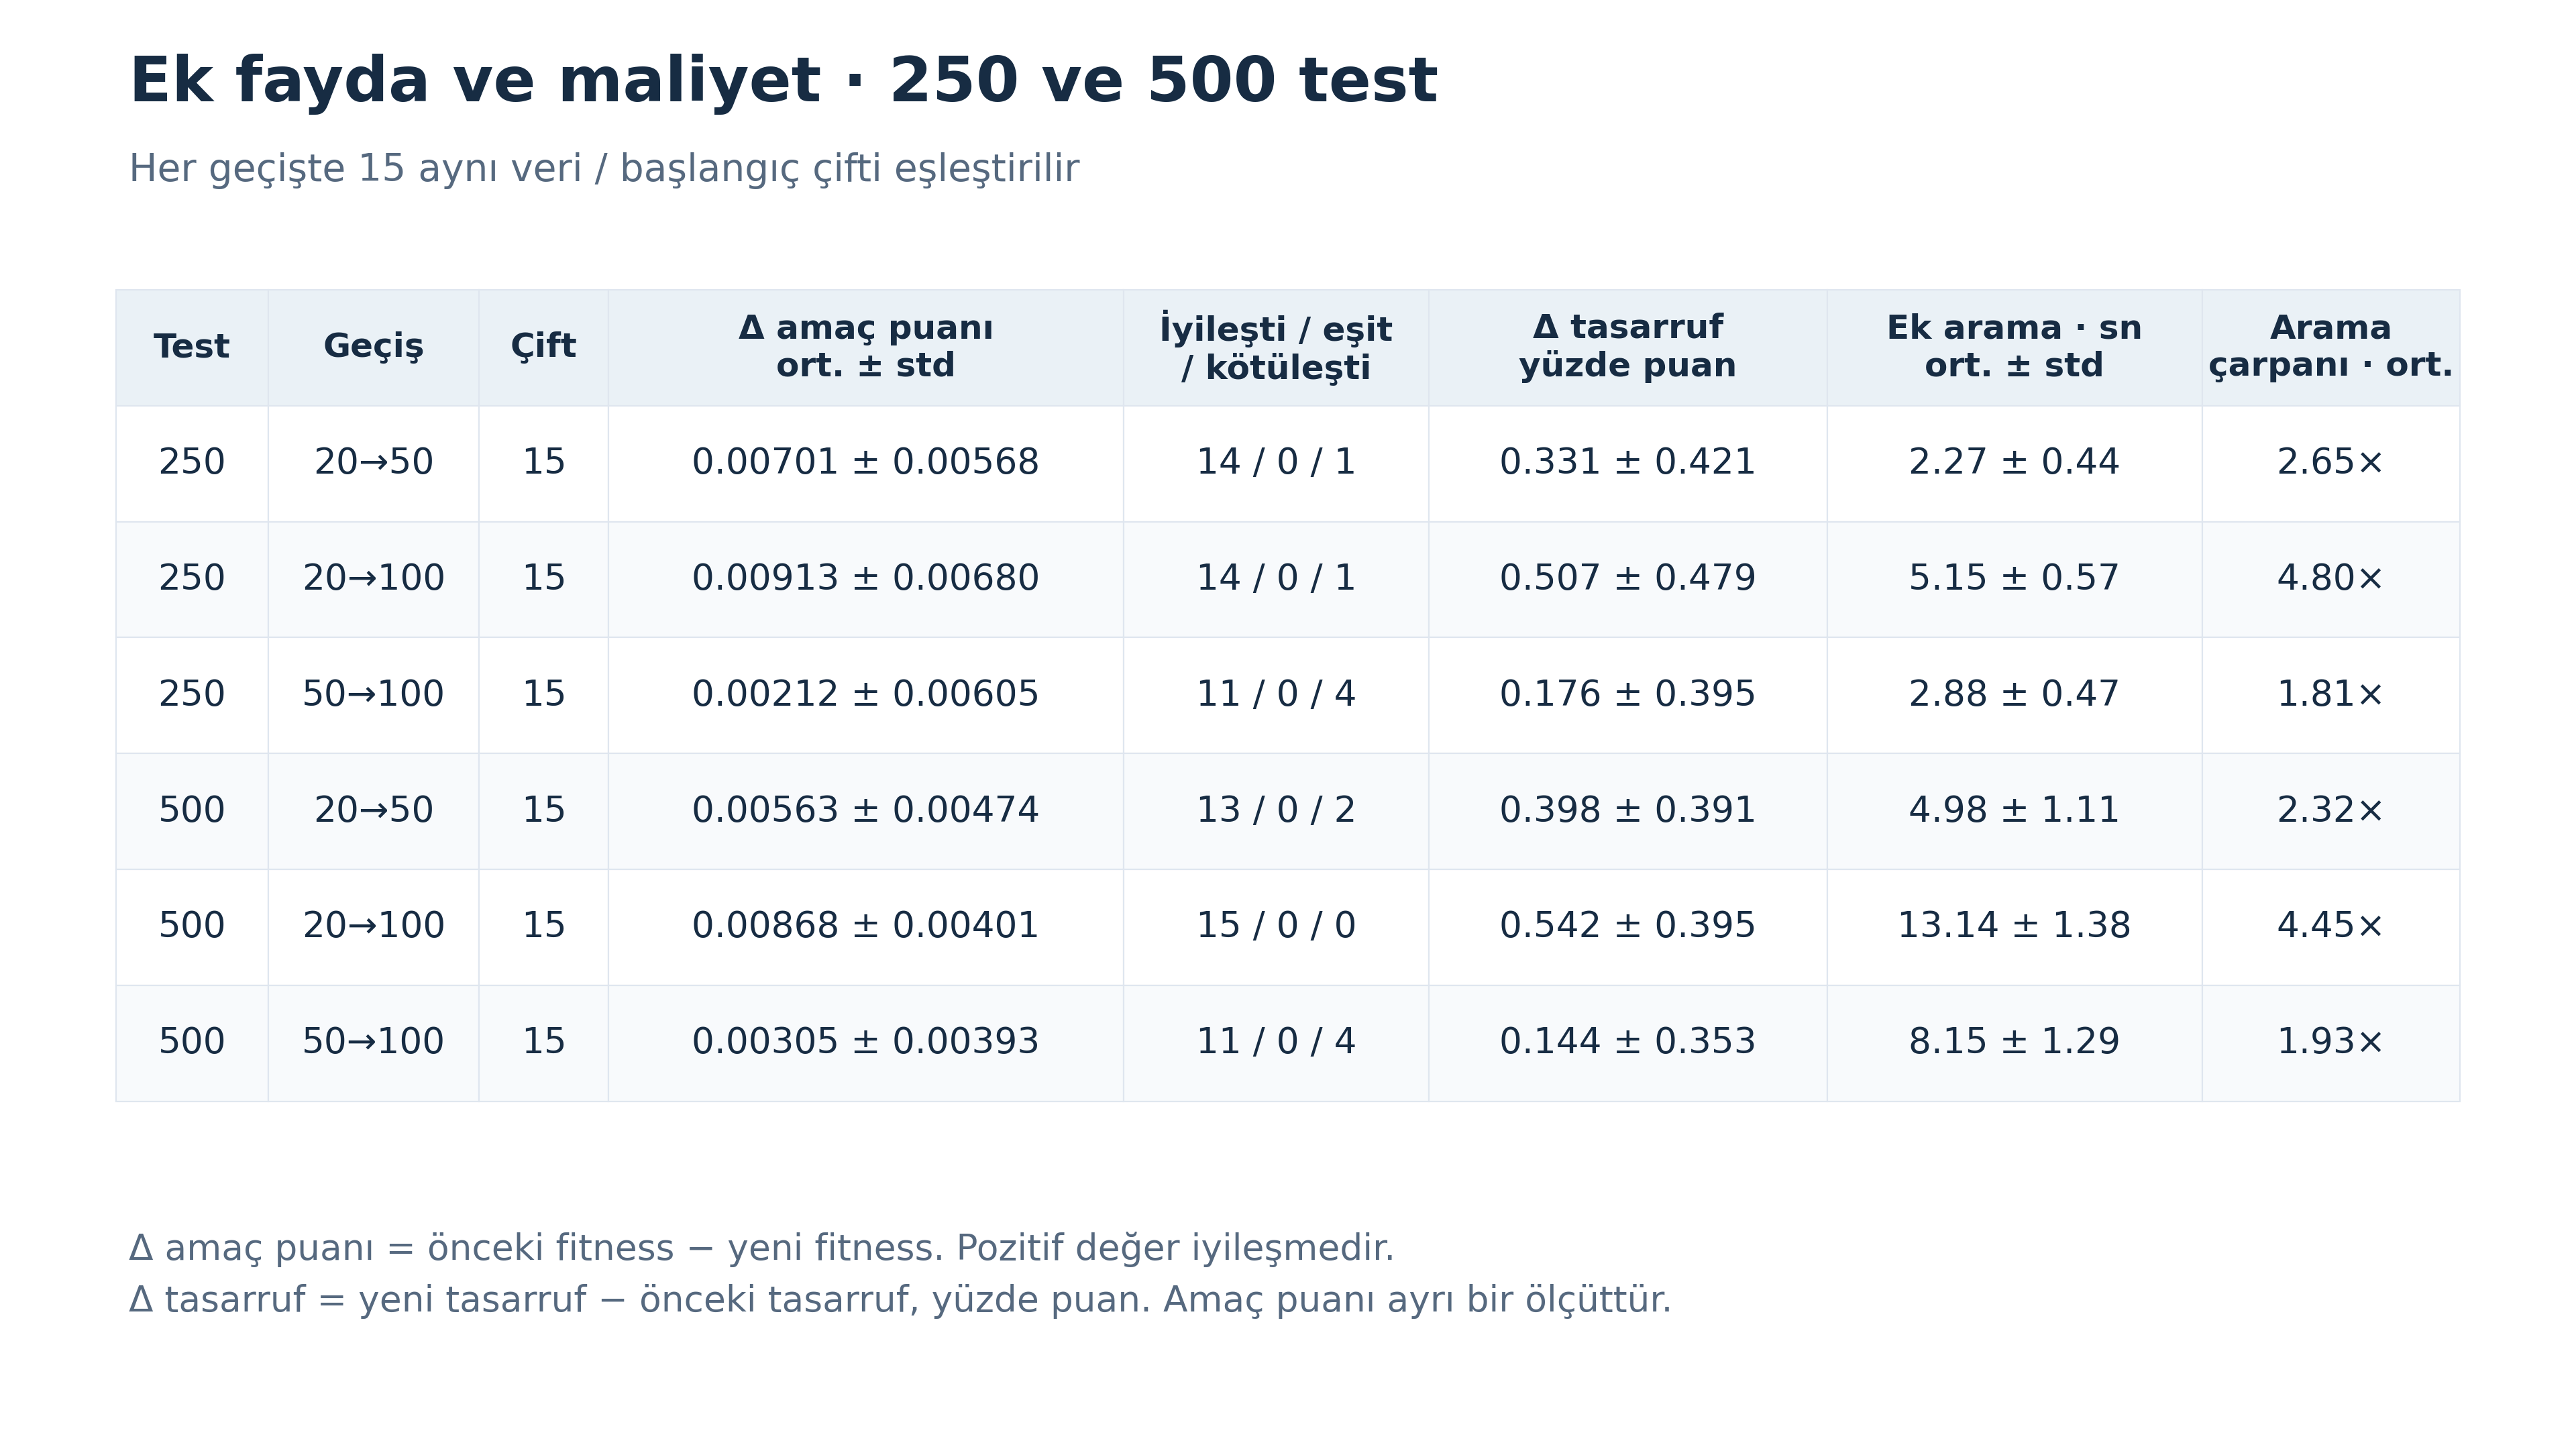 Ek fayda ve maliyet · 250 ve 500 test
Her geçişte 15 aynı veri / başlangıç çifti eşleştirilir
Test Geçiş Çift Δ amaç puanı ort. ± std İyileşti / eşit / kötüleşti Δ tasarruf yüzde puan Ek arama · sn ort. ± std Arama çarpanı · ort.
250 20→50 15 0.00701 ± 0.00568 14 / 0 / 1 0.331 ± 0.421 2.27 ± 0.44 2.65×
250 20→100 15 0.00913 ± 0.00680 14 / 0 / 1 0.507 ± 0.479 5.15 ± 0.57 4.80×
250 50→100 15 0.00212 ± 0.00605 11 / 0 / 4 0.176 ± 0.395 2.88 ± 0.47 1.81×
500 20→50 15 0.00563 ± 0.00474 13 / 0 / 2 0.398 ± 0.391 4.98 ± 1.11 2.32×
500 20→100 15 0.00868 ± 0.00401 15 / 0 / 0 0.542 ± 0.395 13.14 ± 1.38 4.45×
500 50→100 15 0.00305 ± 0.00393 11 / 0 / 4 0.144 ± 0.353 8.15 ± 1.29 1.93×
Δ amaç puanı = önceki fitness − yeni fitness. Pozitif değer iyileşmedir.
Δ tasarruf = yeni tasarruf − önceki tasarruf, yüzde puan. Amaç puanı ayrı bir ölçüttür.